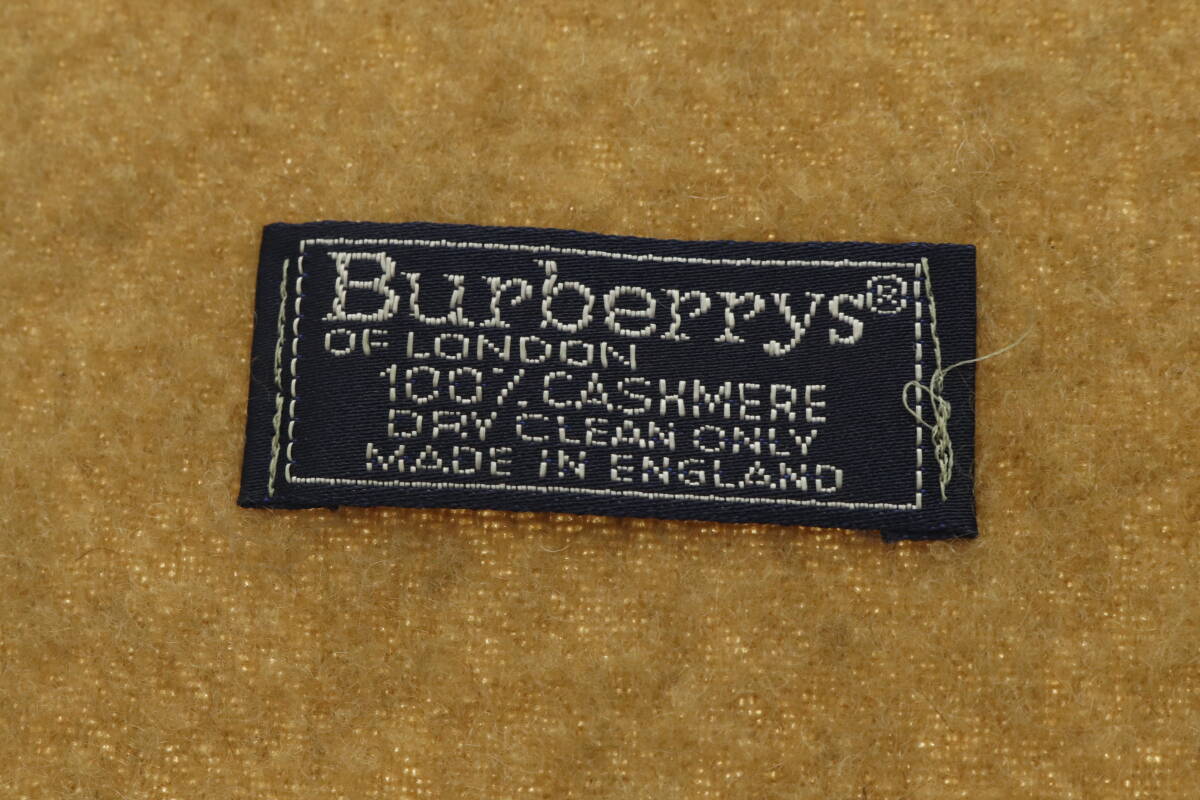 Burberrys®
OF LONDON
100% CASHMERE
DRY CLEAN ONLY
MADE IN ENGLAND